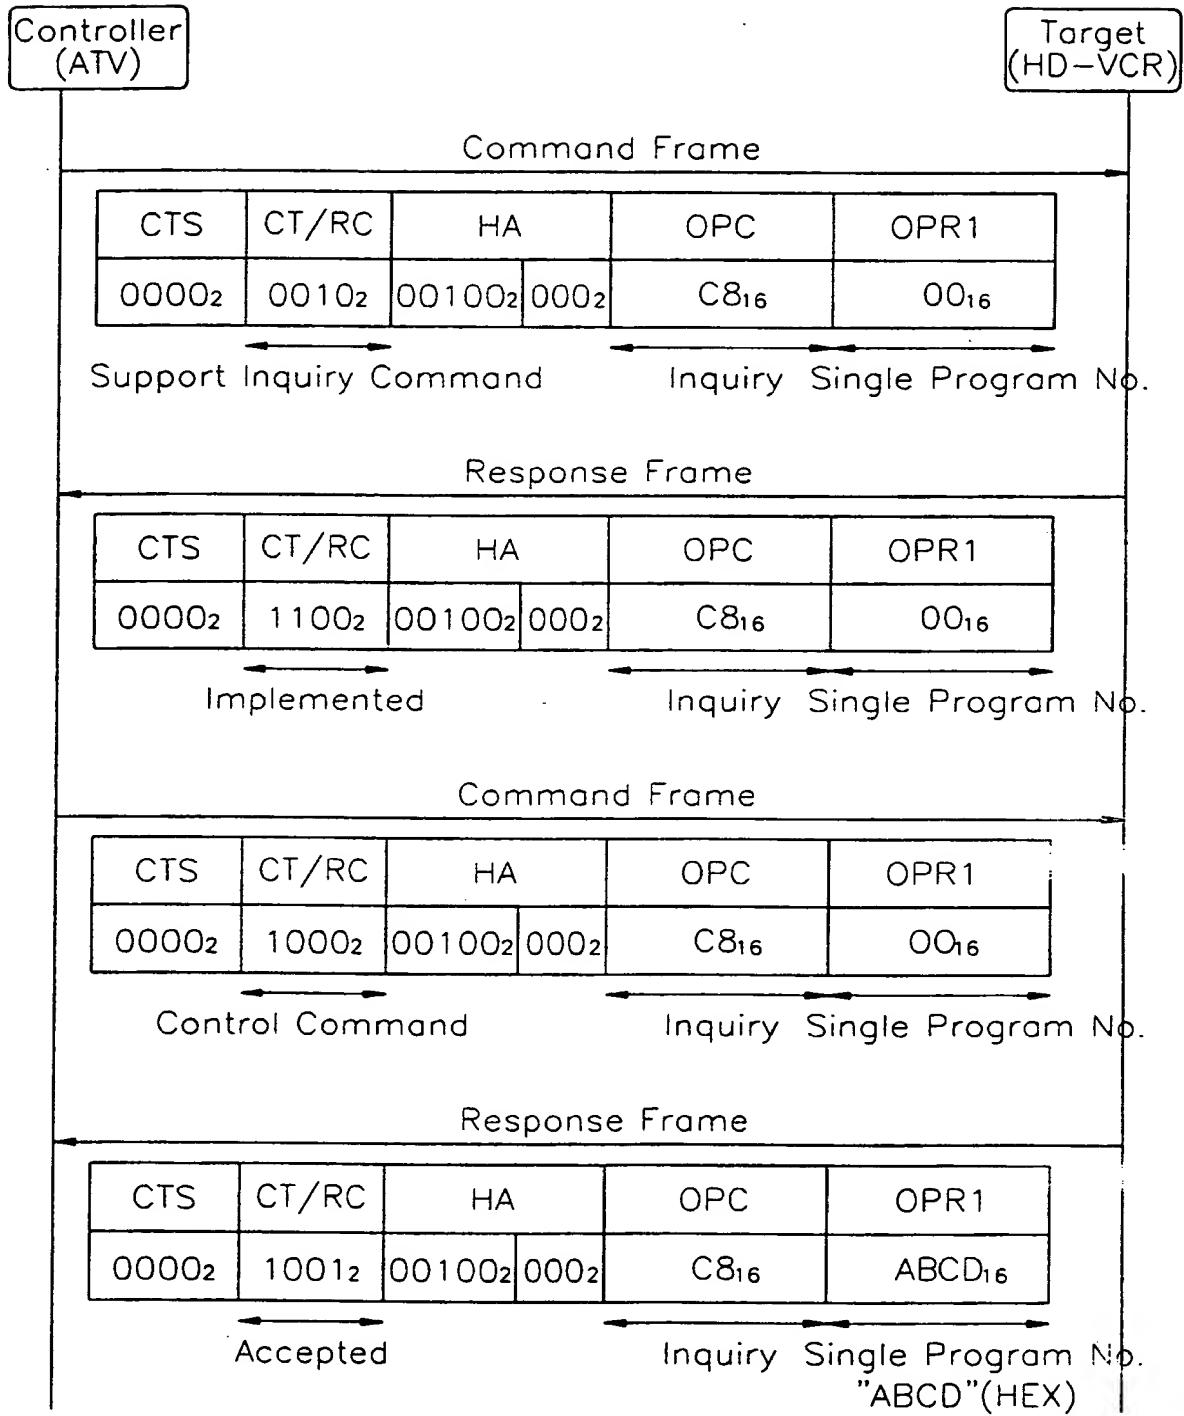 Controller
(ATV)
Target
(HD-VCR)
Command Frame
CTS CT/RC HA OPC OPR1
0000₂ 0010₂ 00100₂ 000₂ C8₁₆ 00₁₆
Support Inquiry Command Inquiry Single Program No.
Response Frame
CTS CT/RC HA OPC OPR1
0000₂ 1100₂ 00100₂ 000₂ C8₁₆ 00₁₆
Implemented Inquiry Single Program No.
Command Frame
CTS CT/RC HA OPC OPR1
0000₂ 1000₂ 00100₂ 000₂ C8₁₆ 00₁₆
Control Command Inquiry Single Program No.
Response Frame
CTS CT/RC HA OPC OPR1
0000₂ 1001₂ 00100₂ 000₂ C8₁₆ ABCD₁₆
Accepted Inquiry Single Program No.
"ABCD"(HEX)